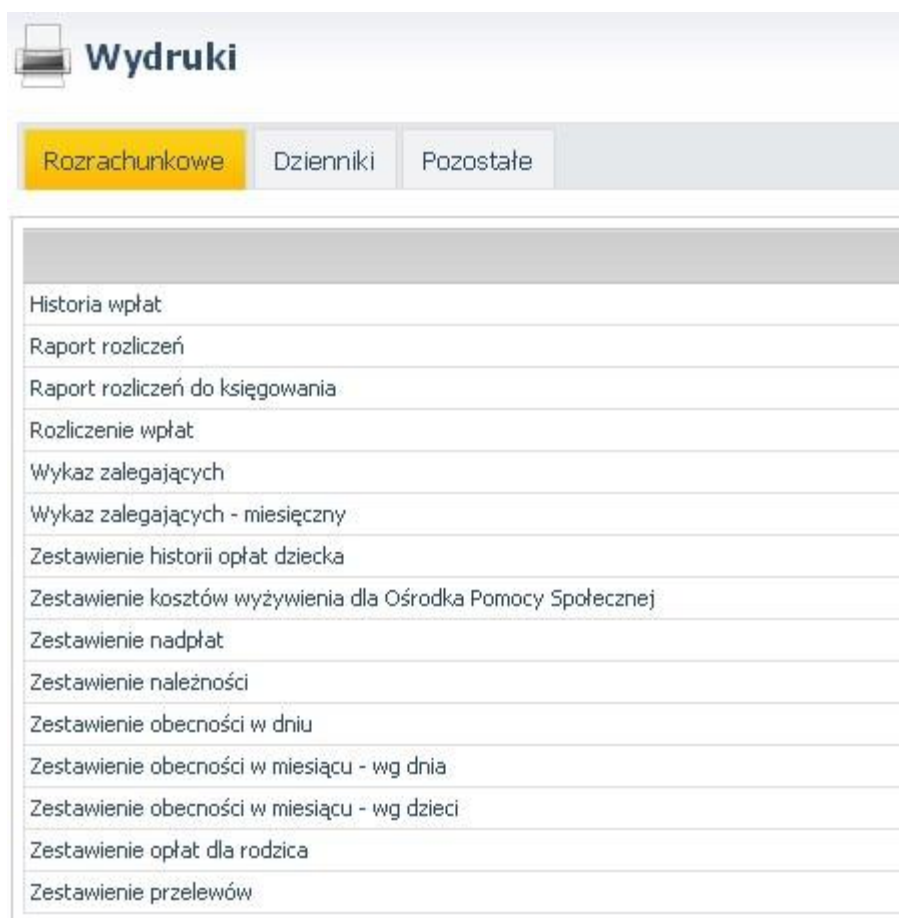 Wydruki
Rozrachunkowe Dzienniki Pozostałe
Historia wpłat
Raport rozliczeń
Raport rozliczeń do księgowania
Rozliczenie wpłat
Wykaz zalegających
Wykaz zalegających - miesięczny
Zestawienie historii opłat dziecka
Zestawienie kosztów wyżywienia dla Ośrodka Pomocy Społecznej
Zestawienie nadpłat
Zestawienie należności
Zestawienie obecności w dniu
Zestawienie obecności w miesiącu - wg dnia
Zestawienie obecności w miesiącu - wg dzieci
Zestawienie opłat dla rodzica
Zestawienie przelewów